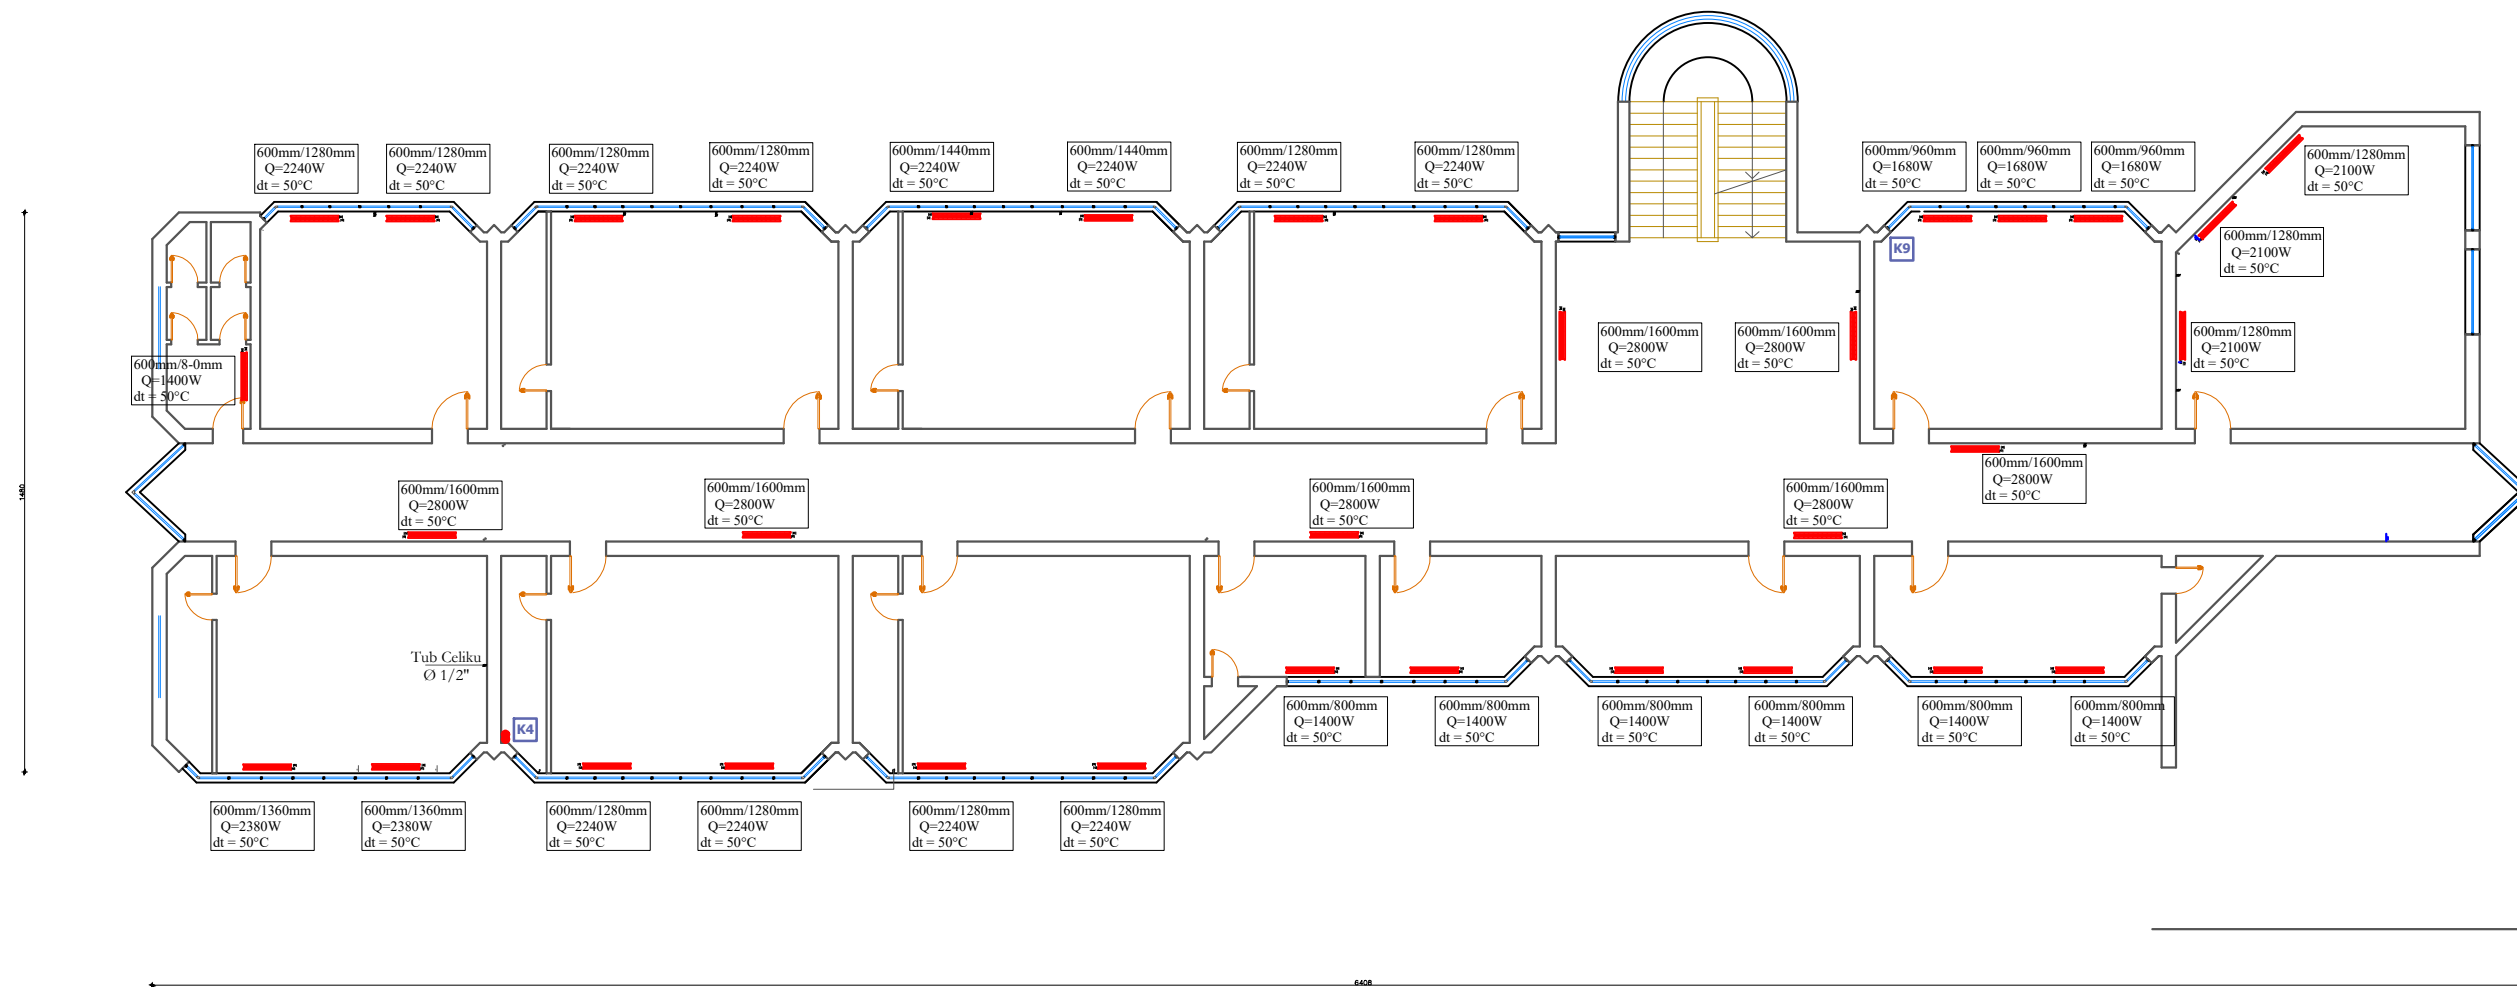 600mm/1280mm
Q=2240W
dt = 50°C
600mm/1280mm
Q=2240W
dt = 50°C
600mm/1280mm
Q=2240W
dt = 50°C
600mm/1280mm
Q=2240W
dt = 50°C
600mm/1440mm
Q=2240W
dt = 50°C
600mm/1440mm
Q=2240W
dt = 50°C
600mm/1280mm
Q=2240W
dt = 50°C
600mm/1280mm
Q=2240W
dt = 50°C
600mm/960mm
Q=1680W
dt = 50°C
600mm/960mm
Q=1680W
dt = 50°C
600mm/960mm
Q=1680W
dt = 50°C
600mm/1280mm
Q=2100W
dt = 50°C
600mm/1280mm
Q=2100W
dt = 50°C
K9
600mm/1600mm
Q=2800W
dt = 50°C
600mm/1600mm
Q=2800W
dt = 50°C
600mm/1280mm
Q=2100W
dt = 50°C
600mm/8-0mm
Q=1400W
dt = 50°C
600mm/1600mm
Q=2800W
dt = 50°C
1480
600mm/1600mm
Q=2800W
dt = 50°C
600mm/1600mm
Q=2800W
dt = 50°C
600mm/1600mm
Q=2800W
dt = 50°C
600mm/1600mm
Q=2800W
dt = 50°C
Tub Celiku
Ø 1/2"
K4
600mm/800mm
Q=1400W
dt = 50°C
600mm/800mm
Q=1400W
dt = 50°C
600mm/800mm
Q=1400W
dt = 50°C
600mm/800mm
Q=1400W
dt = 50°C
600mm/800mm
Q=1400W
dt = 50°C
600mm/800mm
Q=1400W
dt = 50°C
600mm/1360mm
Q=2380W
dt = 50°C
600mm/1360mm
Q=2380W
dt = 50°C
600mm/1280mm
Q=2240W
dt = 50°C
600mm/1280mm
Q=2240W
dt = 50°C
600mm/1280mm
Q=2240W
dt = 50°C
600mm/1280mm
Q=2240W
dt = 50°C
6408